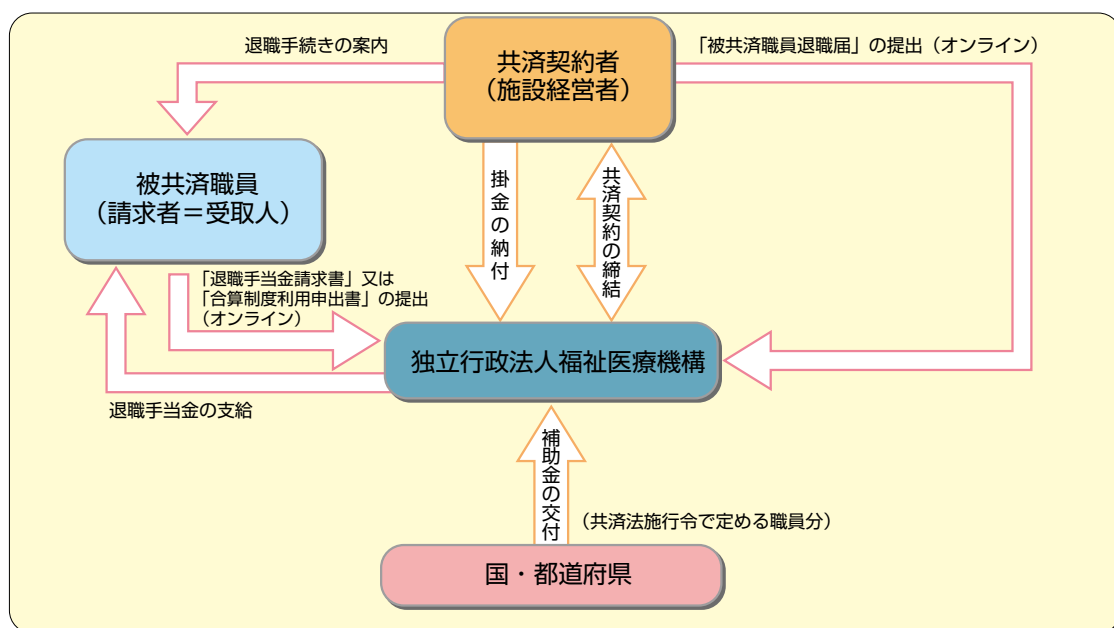 退職手続きの案内
共済契約者
（施設経営者）
「被共済職員退職届」の提出（オンライン）
被共済職員
（請求者＝受取人）
掛金の納付
共済契約の締結
「退職手当金請求書」又は
「合算制度利用申出書」の提出
（オンライン）
独立行政法人福祉医療機構
退職手当金の支給
補助金の交付
（共済法施行令で定める職員分）
国・都道府県